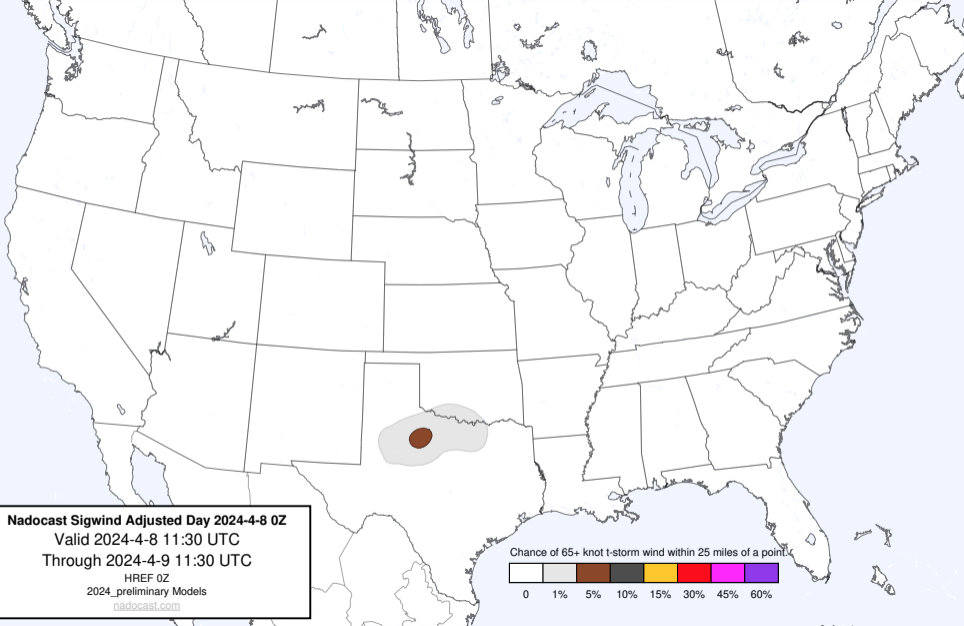 Nadocast Sigwind Adjusted Day 2024-4-8 0Z
Valid 2024-4-8 11:30 UTC
Through 2024-4-9 11:30 UTC
HREF 0Z
2024_preliminary Models
nadocast.com
Chance of 65+ knot t-storm wind within 25 miles of a point.
0 1% 5% 10% 15% 30% 45% 60%